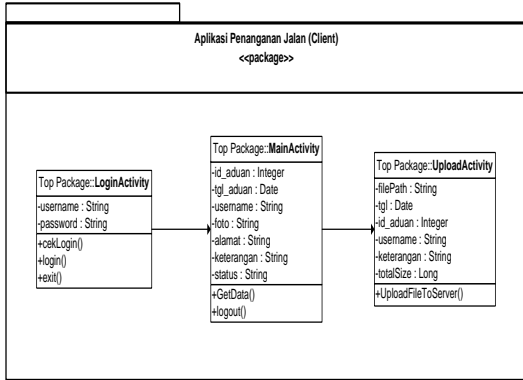 Aplikasi Penanganan Jalan (Client)
<<package>>
Top Package::LoginActivity
-username : String
-password : String
+cekLogin()
+login()
+exit()
Top Package::MainActivity
-id_aduan : Integer
-tgl_aduan : Date
-username : String
-foto : String
-alamat : String
-keterangan : String
-status : String
+GetData()
+logout()
Top Package::UploadActivity
-filePath : String
-tgl : Date
-id_aduan : Integer
-username : String
-keterangan : String
-totalSize : Long
+UploadFileToServer()